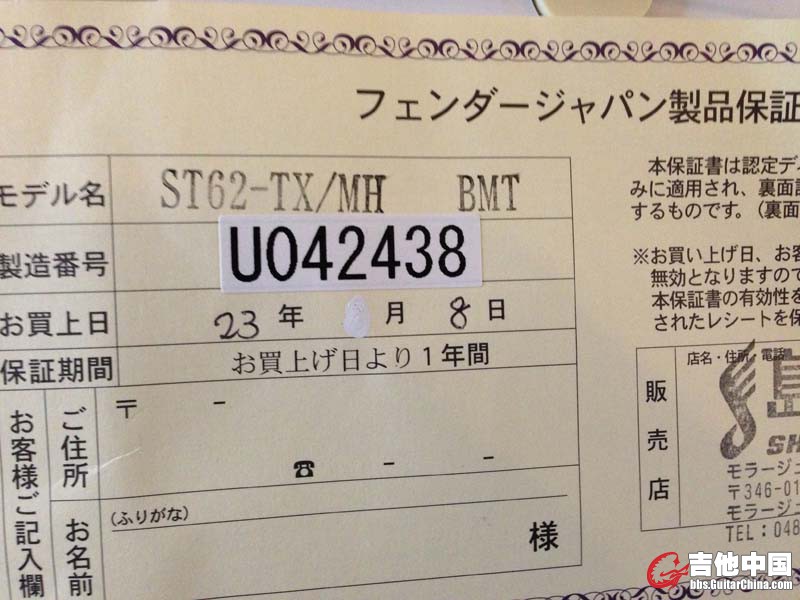 フェンダージャパン製品保証
モデル名 ST62-TX/MH BMT
製造番号 U042438
お買上日 23年 月 8日
保証期間 お買上げ日より1年間
お客様ご記入欄
ご住所
〒 -
☎ - -
お名前
(ふりがな)
様
本保証書は認定デ
みに適用され、裏面
するものです。(裏面
※お買い上げ日、お客
無効となりますので
本保証書の有効性を
されたレシートを保
販売店
店名・住所・電話
島
SH
モラージュ
〒346-01
モラージュ
TEL:048
吉他中国
bbs.GuitarChina.com